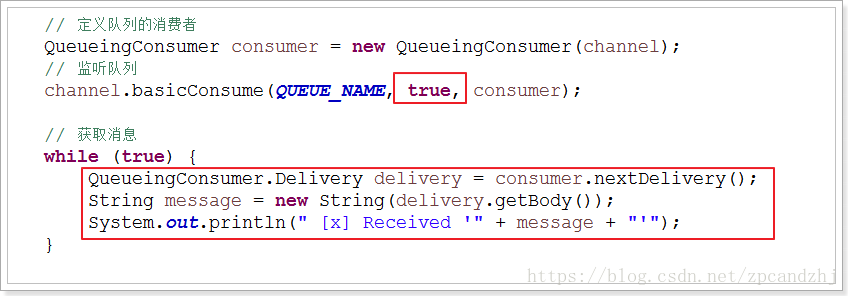 // 定义队列的消费者
QueueingConsumer consumer = new QueueingConsumer(channel);
// 监听队列
channel.basicConsume(QUEUE_NAME, true, consumer);
// 获取消息
while (true) {
QueueingConsumer.Delivery delivery = consumer.nextDelivery();
String message = new String(delivery.getBody());
System.out.println(" [x] Received '" + message + "'");
}
https://blog.csdn.net/zpcandzhj